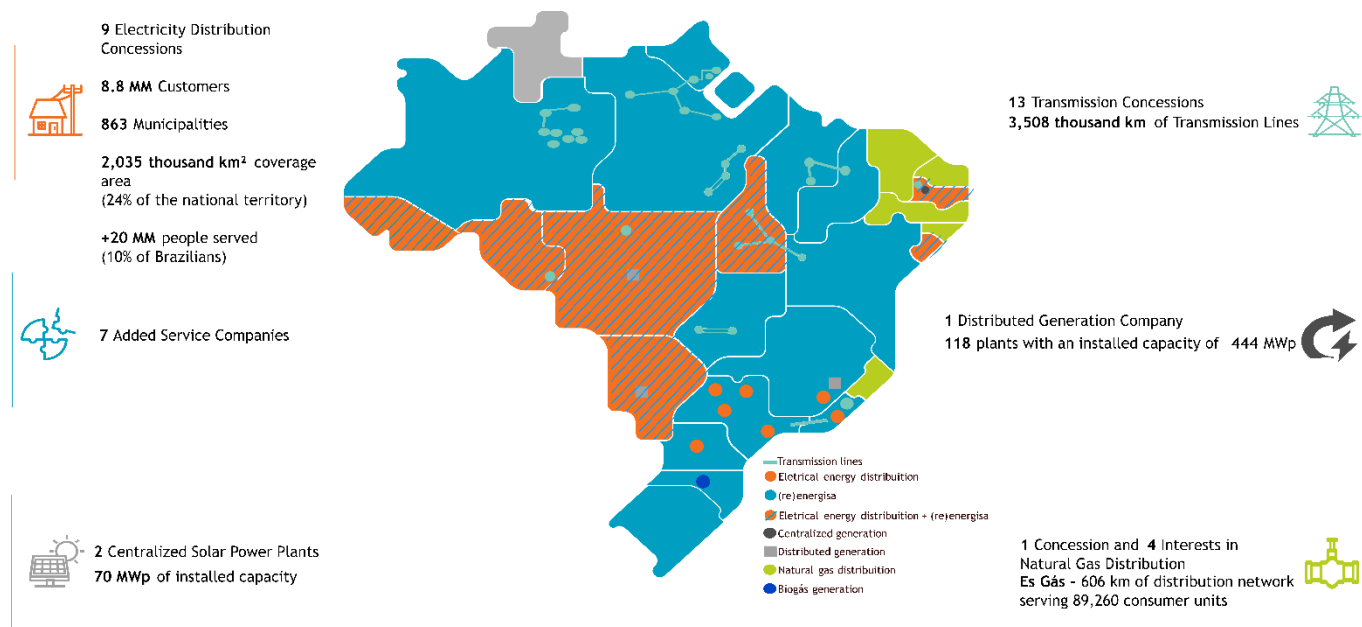 9 Electricity Distribution
Concessions
8.8 MM Customers
863 Municipalities
2,035 thousand km² coverage
area
(24% of the national territory)
+20 MM people served
(10% of Brazilians)
7 Added Service Companies
2 Centralized Solar Power Plants
70 MWp of installed capacity
13 Transmission Concessions
3,508 thousand km of Transmission Lines
1 Distributed Generation Company
118 plants with an installed capacity of 444 MWp
Transmission lines
Eletrical energy distribuition
(re)energisa
Eletrical energy distribuition + (re)energisa
Centralized generation
Distributed generation
Natural gas distribuition
Biogás generation
1 Concession and 4 Interests in
Natural Gas Distribution
Es Gás - 606 km of distribution network
serving 89,260 consumer units